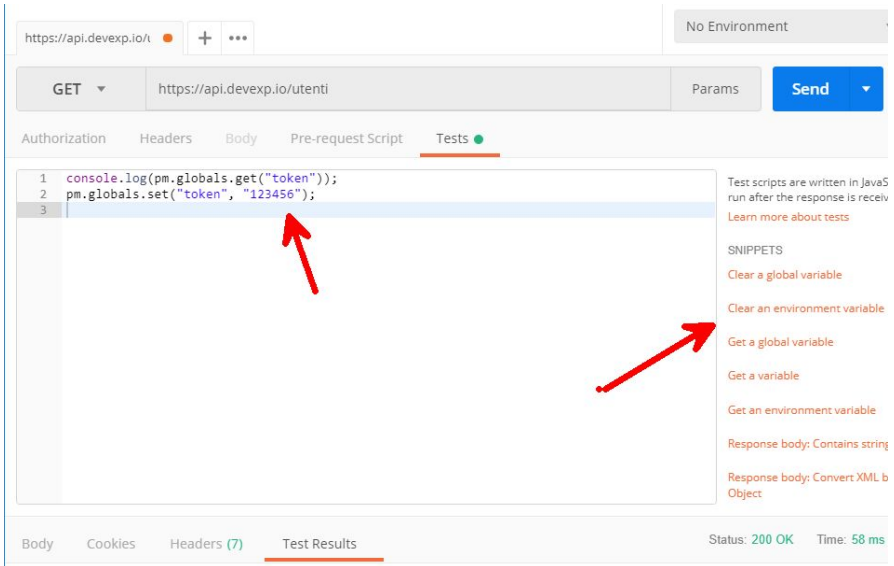 https://api.devexp.io/u
No Environment
GET
https://api.devexp.io/utenti
Params
Send
Authorization
Headers
Body
Pre-request Script
Tests
1 console.log(pm.globals.get("token"));
2 pm.globals.set("token", "123456");
3
Test scripts are written in JavaS
run after the response is receiv
Learn more about tests
SNIPPETS
Clear a global variable
Clear an environment variable
Get a global variable
Get a variable
Get an environment variable
Response body: Contains string
Response body: Convert XML b
Object
Body
Cookies
Headers (7)
Test Results
Status: 200 OK
Time: 58 ms